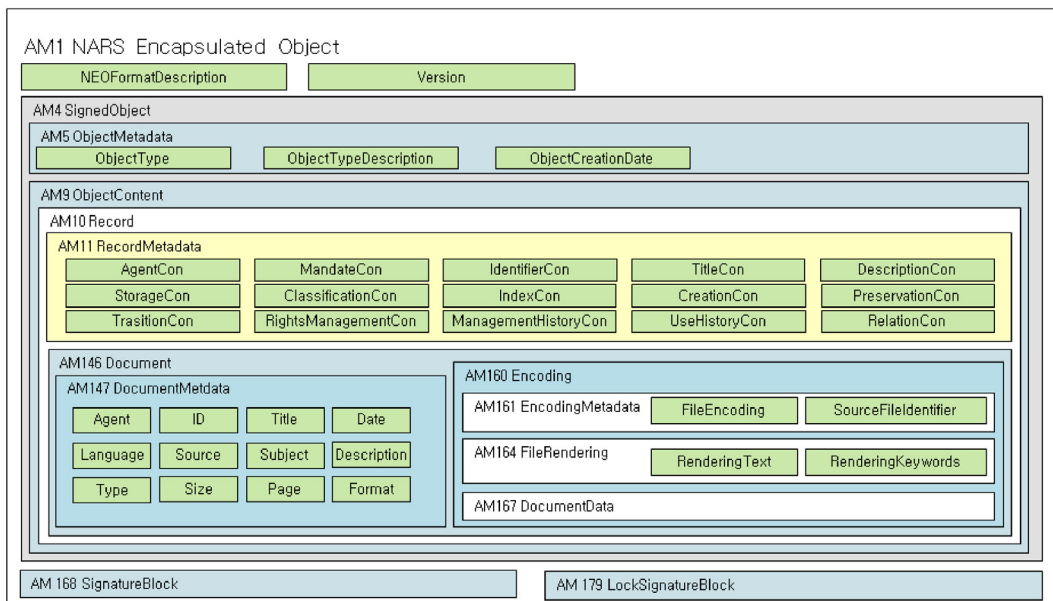 AM1 NARS Encapsulated Object
NEOFormatDescription Version
AM4 SignedObject
AM5 ObjectMetadata
ObjectType ObjectTypeDescription ObjectCreationDate
AM9 ObjectContent
AM10 Record
AM11 RecordMetadata
AgentCon MandateCon IdentifierCon TitleCon DescriptionCon
StorageCon ClassificationCon IndexCon CreationCon PreservationCon
TrasitionCon RightsManagementCon ManagementHistoryCon UseHistoryCon RelationCon
AM146 Document
AM147 DocumentMetdata
Agent ID Title Date
Language Source Subject Description
Type Size Page Format
AM160 Encoding
AM161 EncodingMetadata FileEncoding SourceFileIdentifier
AM164 FileRendering RenderingText RenderingKeywords
AM167 DocumentData
AM 168 SignatureBlock AM 179 LockSignatureBlock